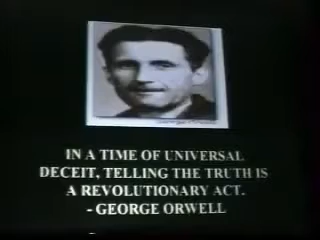 IN A TIME OF UNIVERSAL
DECEIT, TELLING THE TRUTH IS
A REVOLUTIONARY ACT.
- GEORGE ORWELL